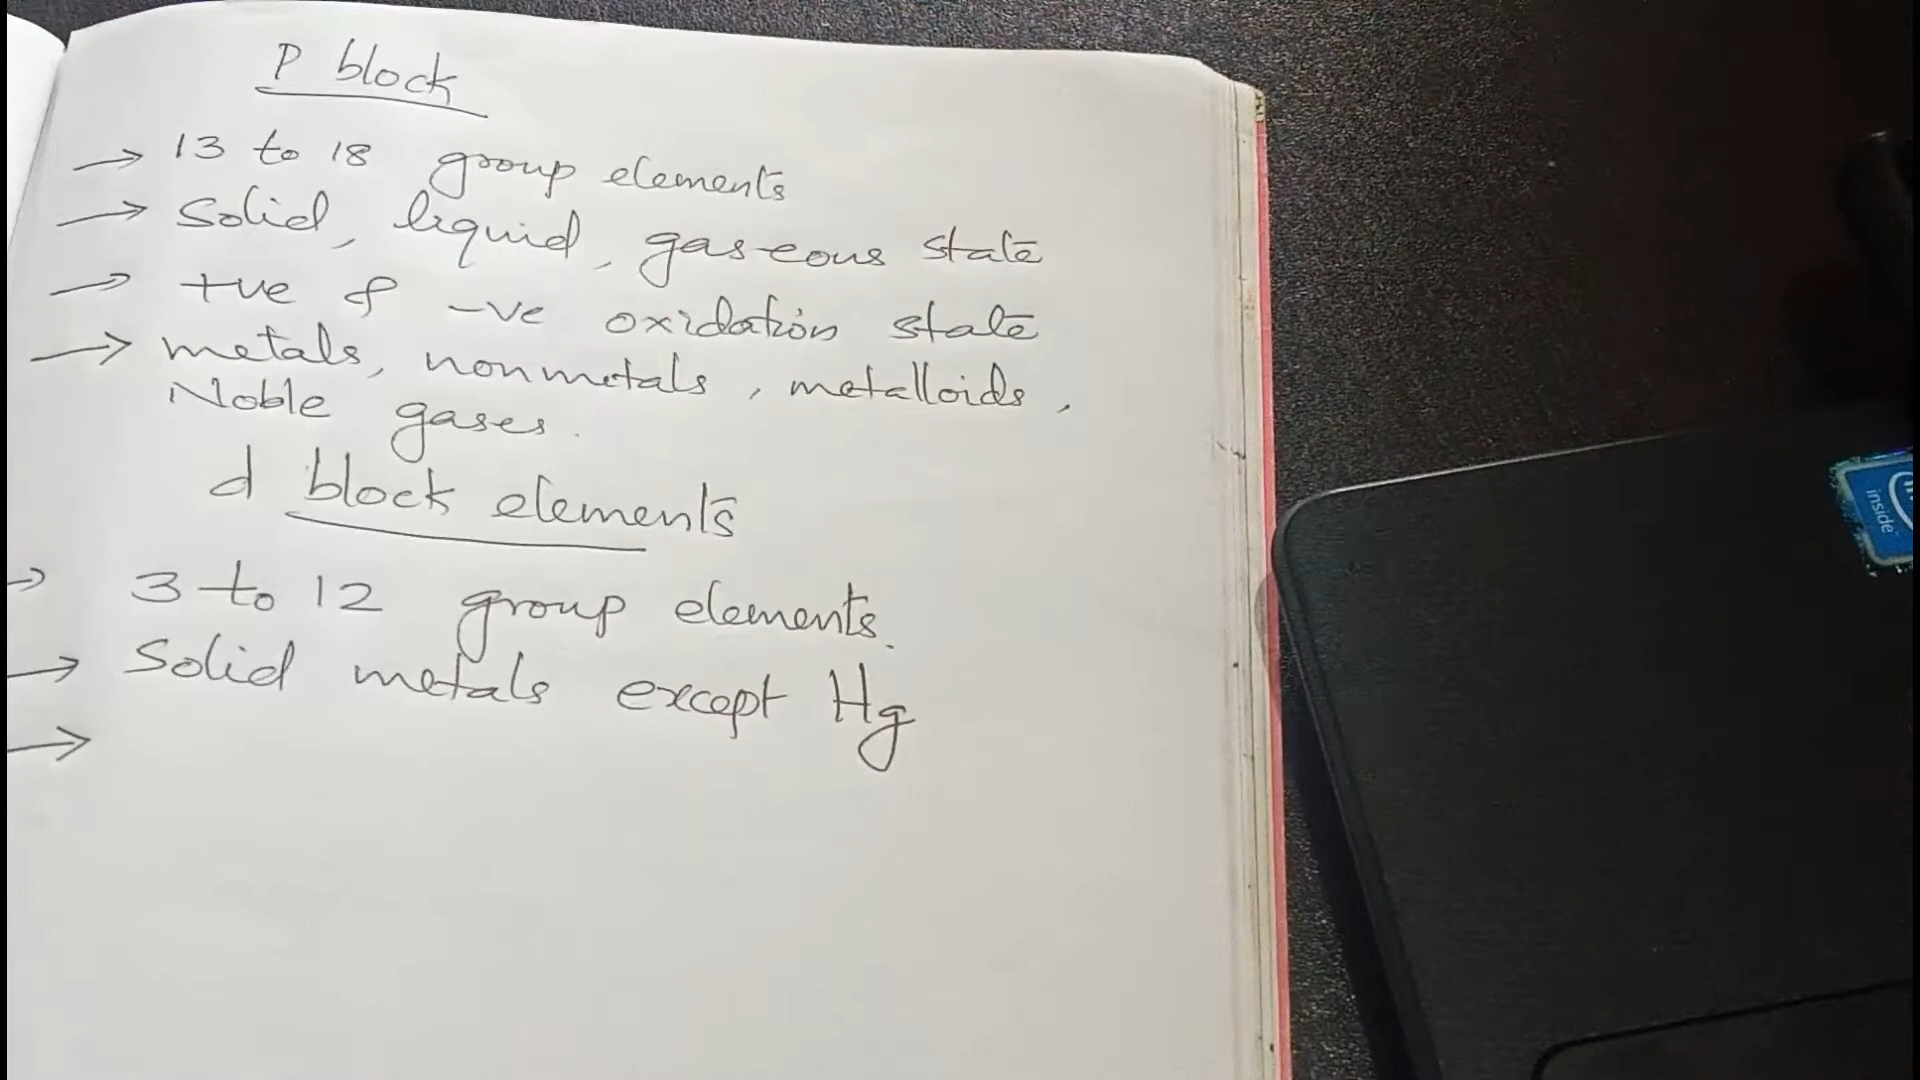 P block
→ 13 to 18 group elements
→ solid, liquid, gaseous state
→ +ve & -ve oxidation state
→ metals, nonmetals, metalloids,
Noble gases.
d block elements
→ 3 to 12 group elements.
→ Solid metals except Hg
→
inside™